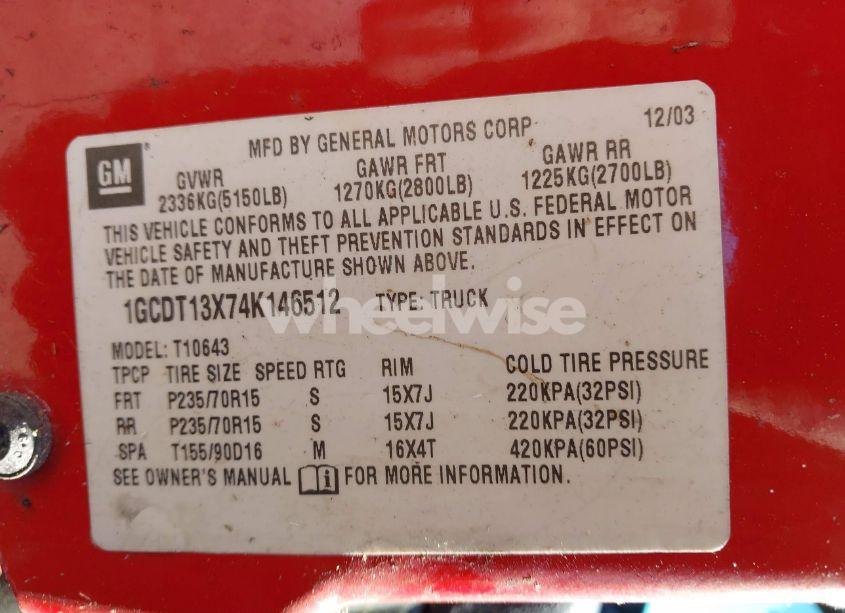 MFD BY GENERAL MOTORS CORP 12/03
GM
GVWR GAWR FRT GAWR RR
2336KG(5150LB) 1270KG(2800LB) 1225KG(2700LB)
THIS VEHICLE CONFORMS TO ALL APPLICABLE U.S. FEDERAL MOTOR
VEHICLE SAFETY AND THEFT PREVENTION STANDARDS IN EFFECT ON
THE DATE OF MANUFACTURE SHOWN ABOVE.
1GCDT13X74K146512 TYPE: TRUCK
wheelwise
MODEL: T10643
TPCP TIRE SIZE SPEED RTG RIM COLD TIRE PRESSURE
FRT P235/70R15 S 15X7J 220KPA(32PSI)
RR P235/70R15 S 15X7J 220KPA(32PSI)
SPA T155/90D16 M 16X4T 420KPA(60PSI)
SEE OWNER'S MANUAL FOR MORE INFORMATION.